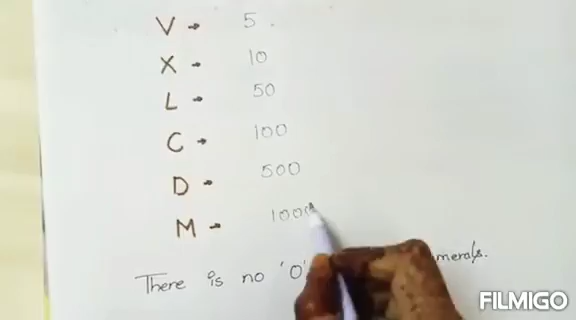 V → 5.
X → 10
L → 50
C → 100
D → 500
M → 1000
There is no 'O'
FILMIGO